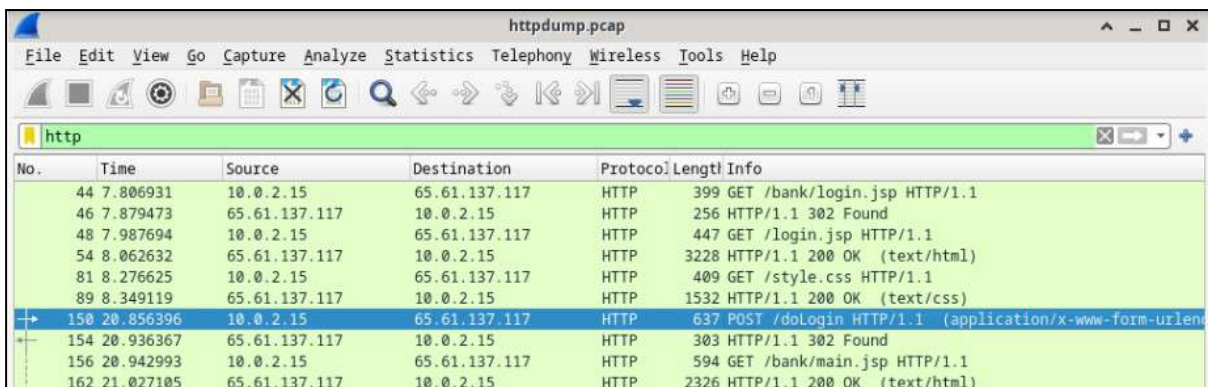 httpdump.pcap
File Edit View Go Capture Analyze Statistics Telephony Wireless Tools Help
http
No. Time Source Destination Protocol Length Info
44 7.806931 10.0.2.15 65.61.137.117 HTTP 399 GET /bank/login.jsp HTTP/1.1
46 7.879473 65.61.137.117 10.0.2.15 HTTP 256 HTTP/1.1 302 Found
48 7.987694 10.0.2.15 65.61.137.117 HTTP 447 GET /login.jsp HTTP/1.1
54 8.062632 65.61.137.117 10.0.2.15 HTTP 3228 HTTP/1.1 200 OK (text/html)
81 8.276625 10.0.2.15 65.61.137.117 HTTP 409 GET /style.css HTTP/1.1
89 8.349119 65.61.137.117 10.0.2.15 HTTP 1532 HTTP/1.1 200 OK (text/css)
150 20.856396 10.0.2.15 65.61.137.117 HTTP 637 POST /doLogin HTTP/1.1 (application/x-www-form-urlenc
154 20.936367 65.61.137.117 10.0.2.15 HTTP 303 HTTP/1.1 302 Found
156 20.942993 10.0.2.15 65.61.137.117 HTTP 594 GET /bank/main.jsp HTTP/1.1
162 21.027105 65.61.137.117 10.0.2.15 HTTP 2326 HTTP/1.1 200 OK (text/html)